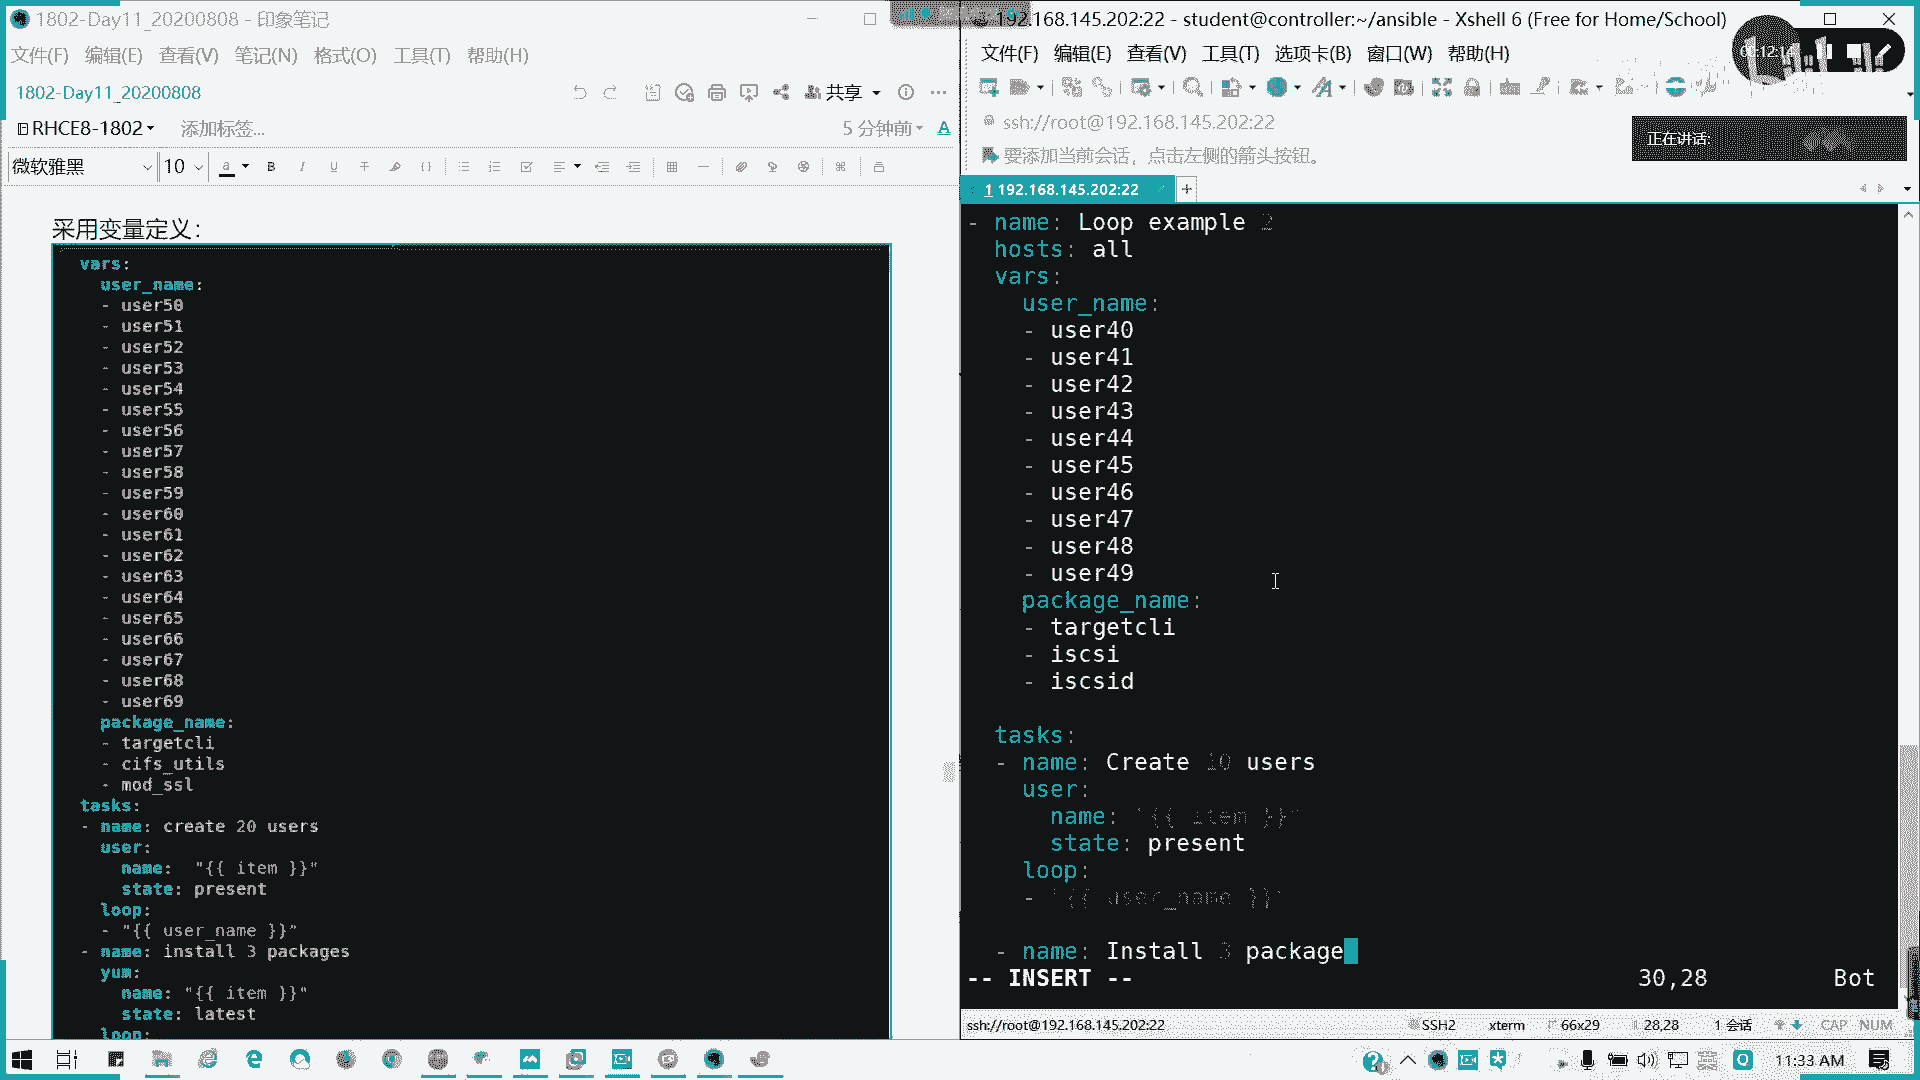 1802-Day11_20200808 - 印象笔记
文件(F) 编辑(E) 查看(V) 笔记(N) 格式(O) 工具(T) 帮助(H)
1802-Day11_20200808
共享
RHCE8-1802
添加标签...
5 分钟前
微软雅黑
10
采用变量定义：
vars:
user_name:
- user50
- user51
- user52
- user53
- user54
- user55
- user56
- user57
- user58
- user59
- user60
- user61
- user62
- user63
- user64
- user65
- user66
- user67
- user68
- user69
package_name:
- targetcli
- cifs_utils
- mod_ssl
tasks:
- name: create 20 users
user:
name: "{{ item }}"
state: present
loop:
- "{{ user_name }}"
- name: install 3 packages
yum:
name: "{{ item }}"
state: latest
loop:
192.168.145.202:22 - student@controller:~/ansible - Xshell 6 (Free for Home/School)
文件(F) 编辑(E) 查看(V) 工具(T) 选项卡(B) 窗口(W) 帮助(H)
ssh://root@192.168.145.202:22
要添加当前会话，点击左侧的箭头按钮。
正在讲话:
1 192.168.145.202:22
- name: Loop example 2
hosts: all
vars:
user_name:
- user40
- user41
- user42
- user43
- user44
- user45
- user46
- user47
- user48
- user49
package_name:
- targetcli
- iscsi
- iscsid
tasks:
- name: Create 10 users
user:
name: "{{ item }}"
state: present
loop:
- "{{ user_name }}"
- name: Install 3 package
-- INSERT --
30,28
Bot
ssh://root@192.168.145.202:22
SSH2
xterm
66x29
28,28
1 会话
CAP
NUM
11:33 AM